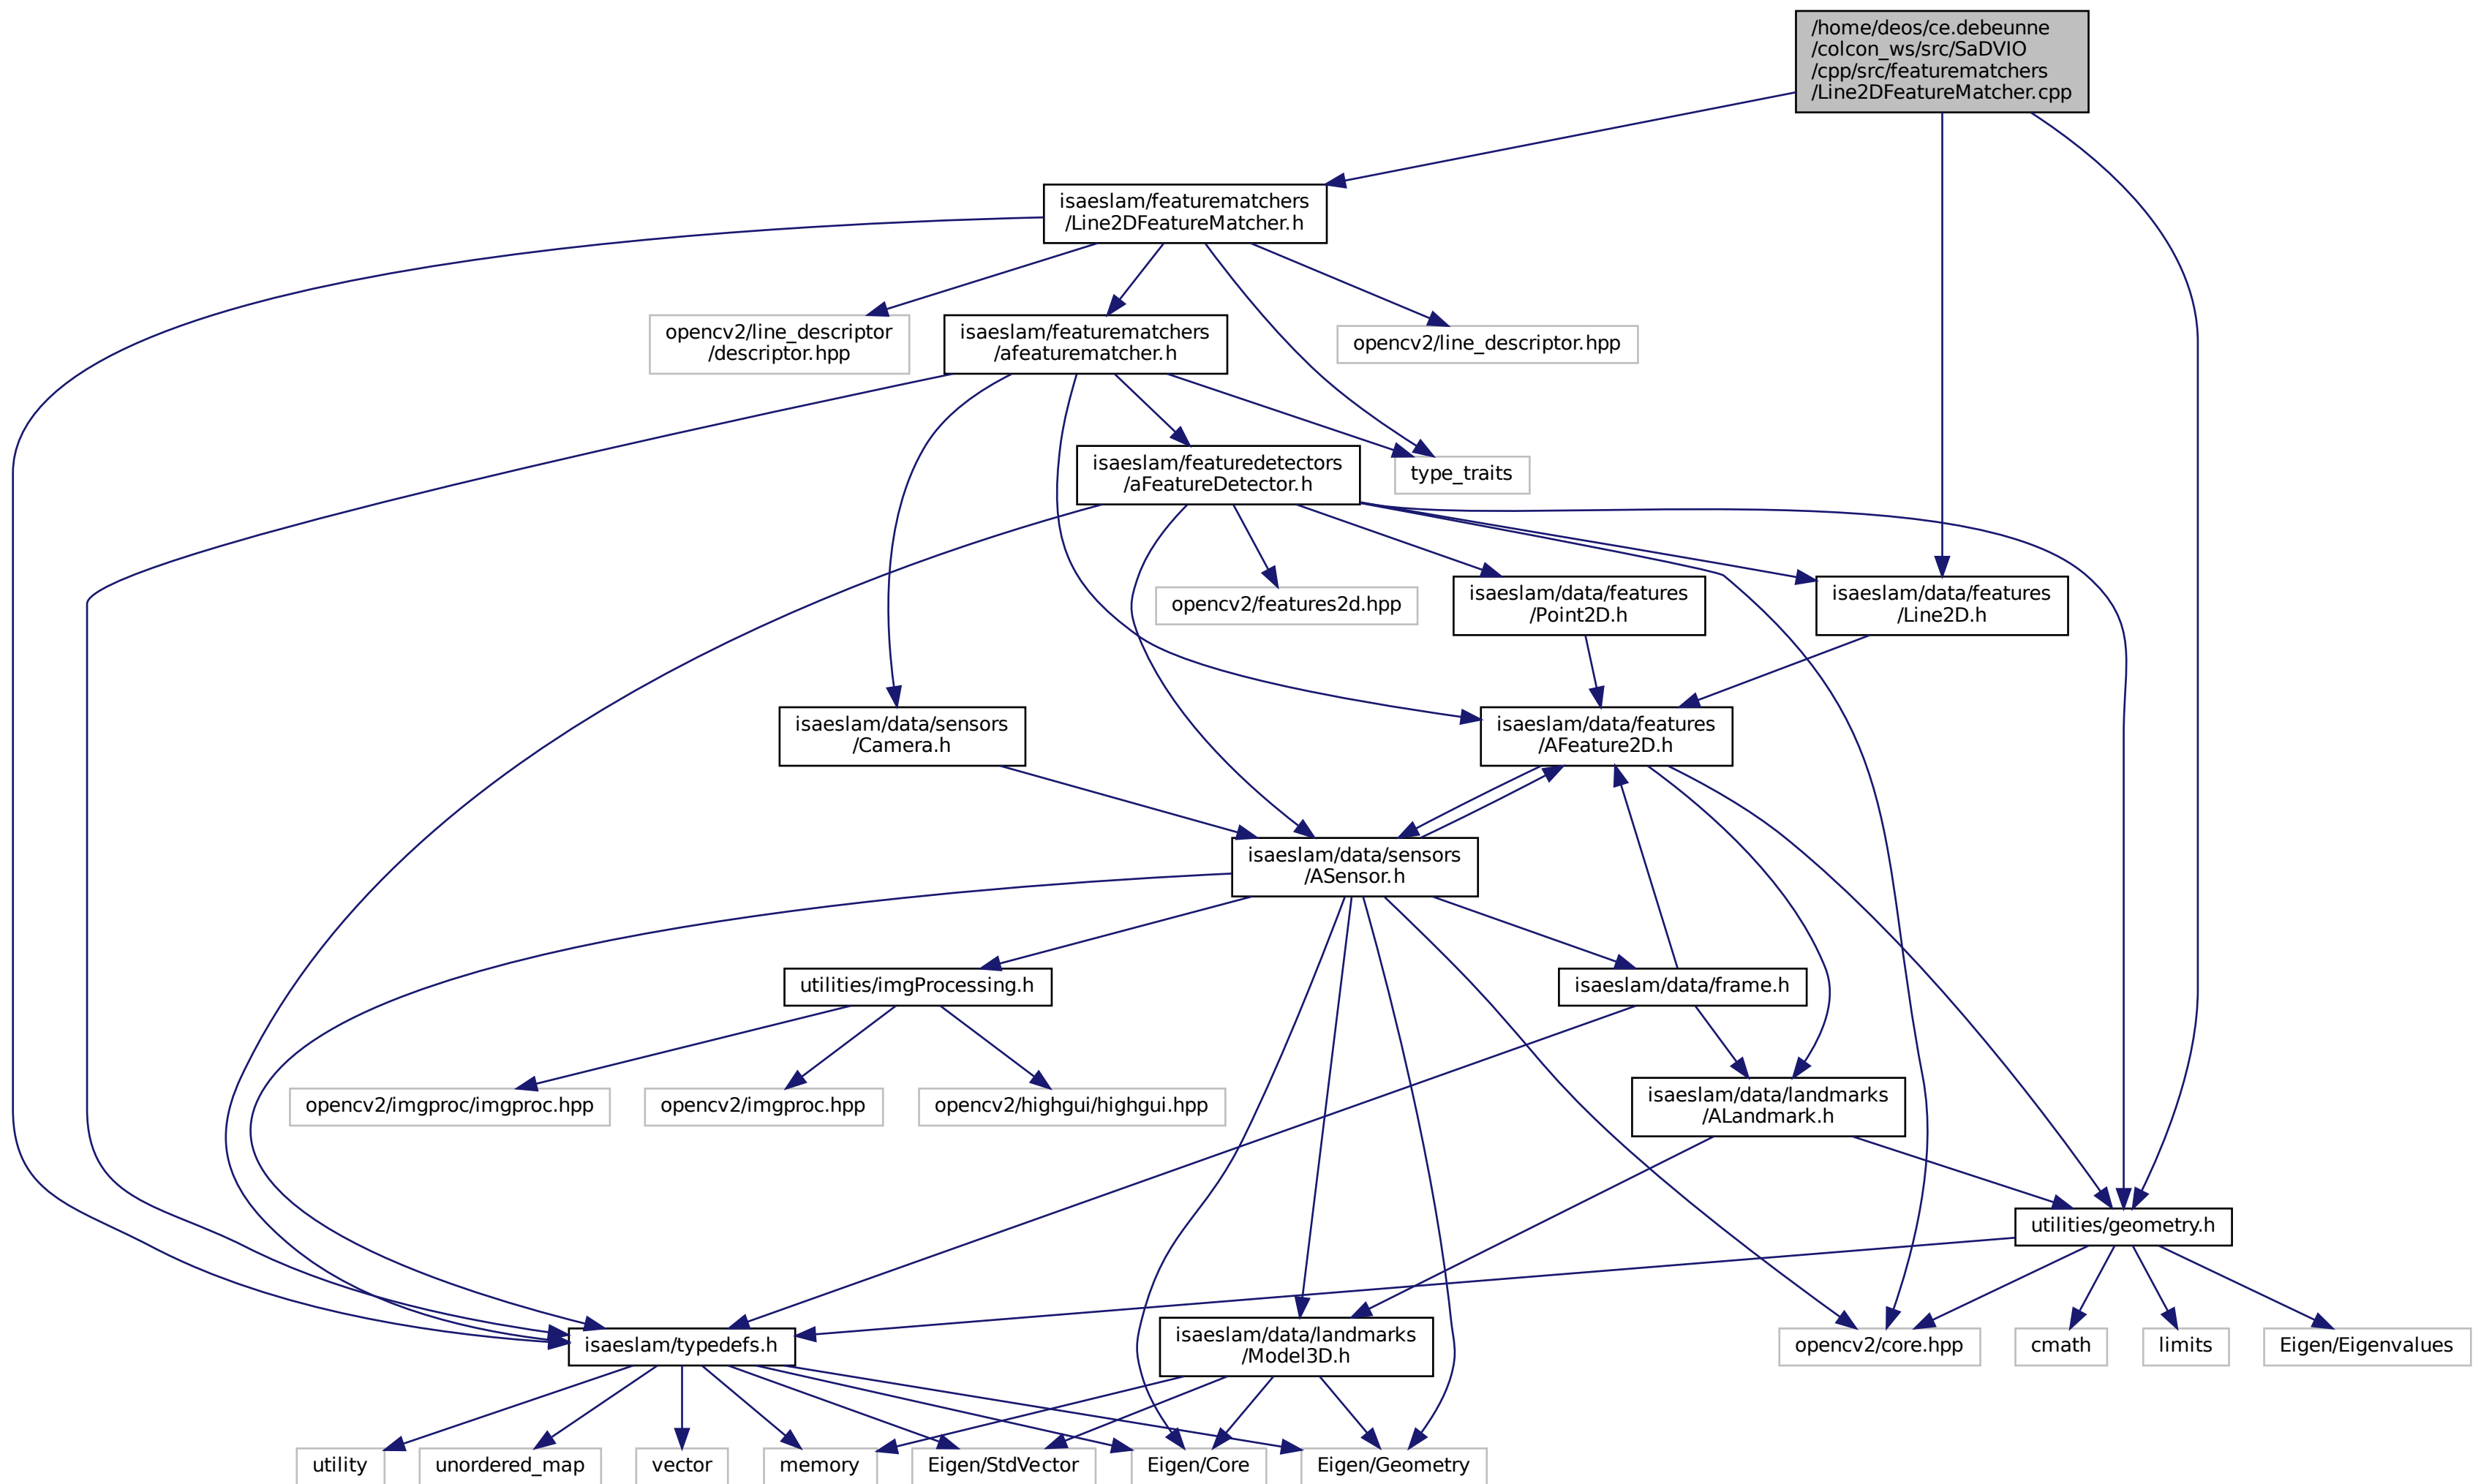 /home/deos/ce.debeunne
/colcon_ws/src/SaDVIO
/cpp/src/featurematchers
/Line2DFeatureMatcher.cpp
isaeslam/featurematchers
/Line2DFeatureMatcher.h
opencv2/line_descriptor
/descriptor.hpp
isaeslam/featurematchers
/afeaturematcher.h
opencv2/line_descriptor.hpp
isaeslam/featuredetectors
/aFeatureDetector.h
type_traits
opencv2/features2d.hpp
isaeslam/data/features
/Point2D.h
isaeslam/data/features
/Line2D.h
isaeslam/data/sensors
/Camera.h
isaeslam/data/features
/AFeature2D.h
isaeslam/data/sensors
/ASensor.h
utilities/imgProcessing.h
isaeslam/data/frame.h
opencv2/imgproc/imgproc.hpp
opencv2/imgproc.hpp
opencv2/highgui/highgui.hpp
isaeslam/data/landmarks
/ALandmark.h
utilities/geometry.h
isaeslam/typedefs.h
isaeslam/data/landmarks
/Model3D.h
opencv2/core.hpp
cmath
limits
Eigen/Eigenvalues
utility
unordered_map
vector
memory
Eigen/StdVector
Eigen/Core
Eigen/Geometry